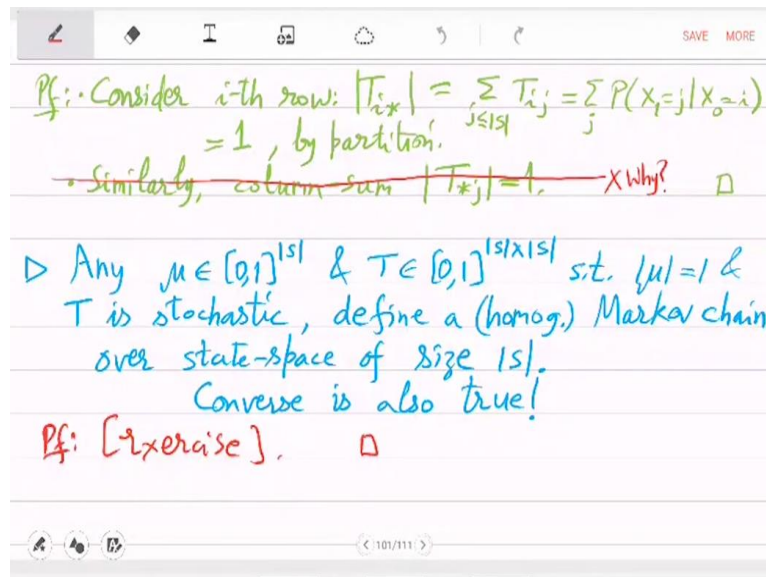 SAVE MORE
Pf:· Consider i-th row: |T_{i*}| = Σ_{j≤|S|} T_{ij} = Σ_j P(X_1=j|X_0=i)
= 1, by partition.
· Similarly, column sum |T_{*j}|=1. X Why? □
▷ Any μ ∈ [0,1]^{|S|} & T ∈ [0,1]^{|S|×|S|} s.t. |μ|=1 &
T is stochastic, define a (homog.) Markov chain
over state-space of size |S|.
Converse is also true!
Pf: [Exercise]. □
< 101/111 >